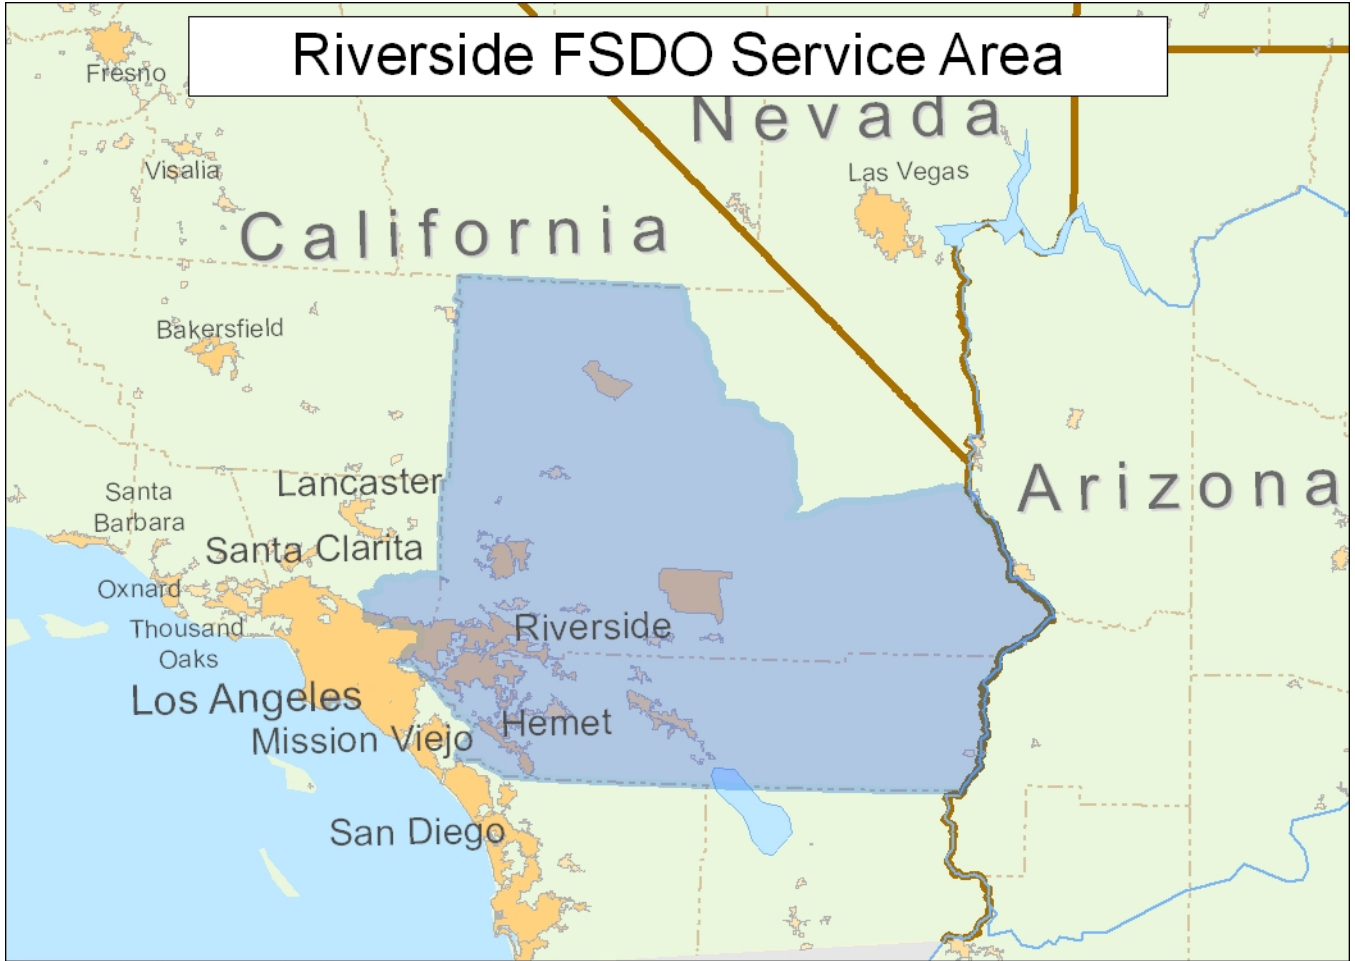 Riverside FSDO Service Area
Fresno
Nevada
Visalia
Las Vegas
California
Bakersfield
Lancaster
Arizona
Santa
Barbara
Santa Clarita
Oxnard
Thousand
Oaks
Riverside
Los Angeles
Hemet
Mission Viejo
San Diego